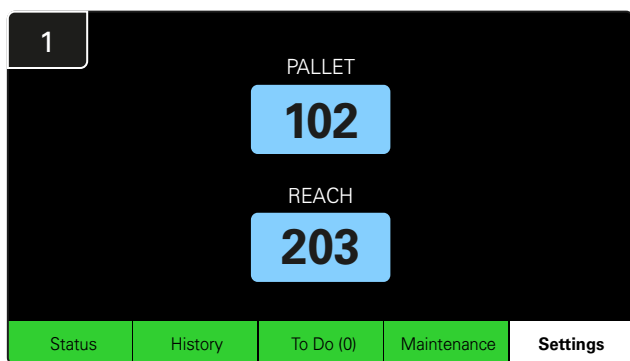 1
PALLET
102
REACH
203
Status History To Do (0) Maintenance Settings